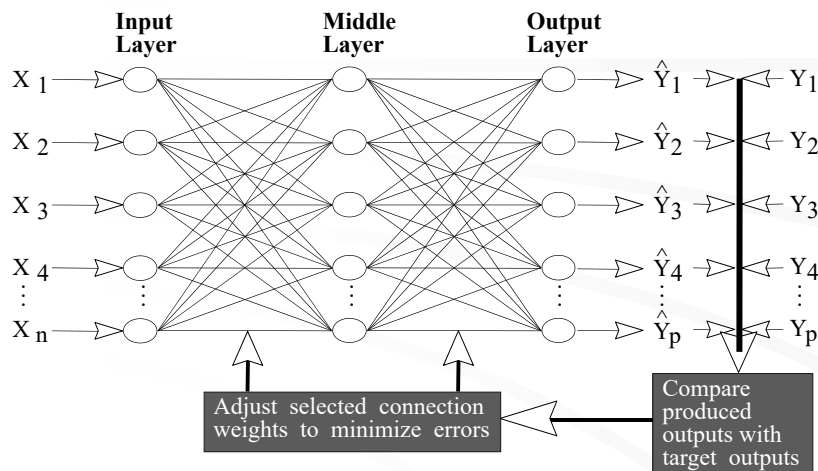 Input Layer
Middle Layer
Output Layer
X 1 Ŷ1 Y1
X 2 Ŷ2 Y2
X 3 Ŷ3 Y3
X 4 Ŷ4 Y4
X n Ŷp Yp
Adjust selected connection
weights to minimize errors
Compare
produced
outputs with
target outputs